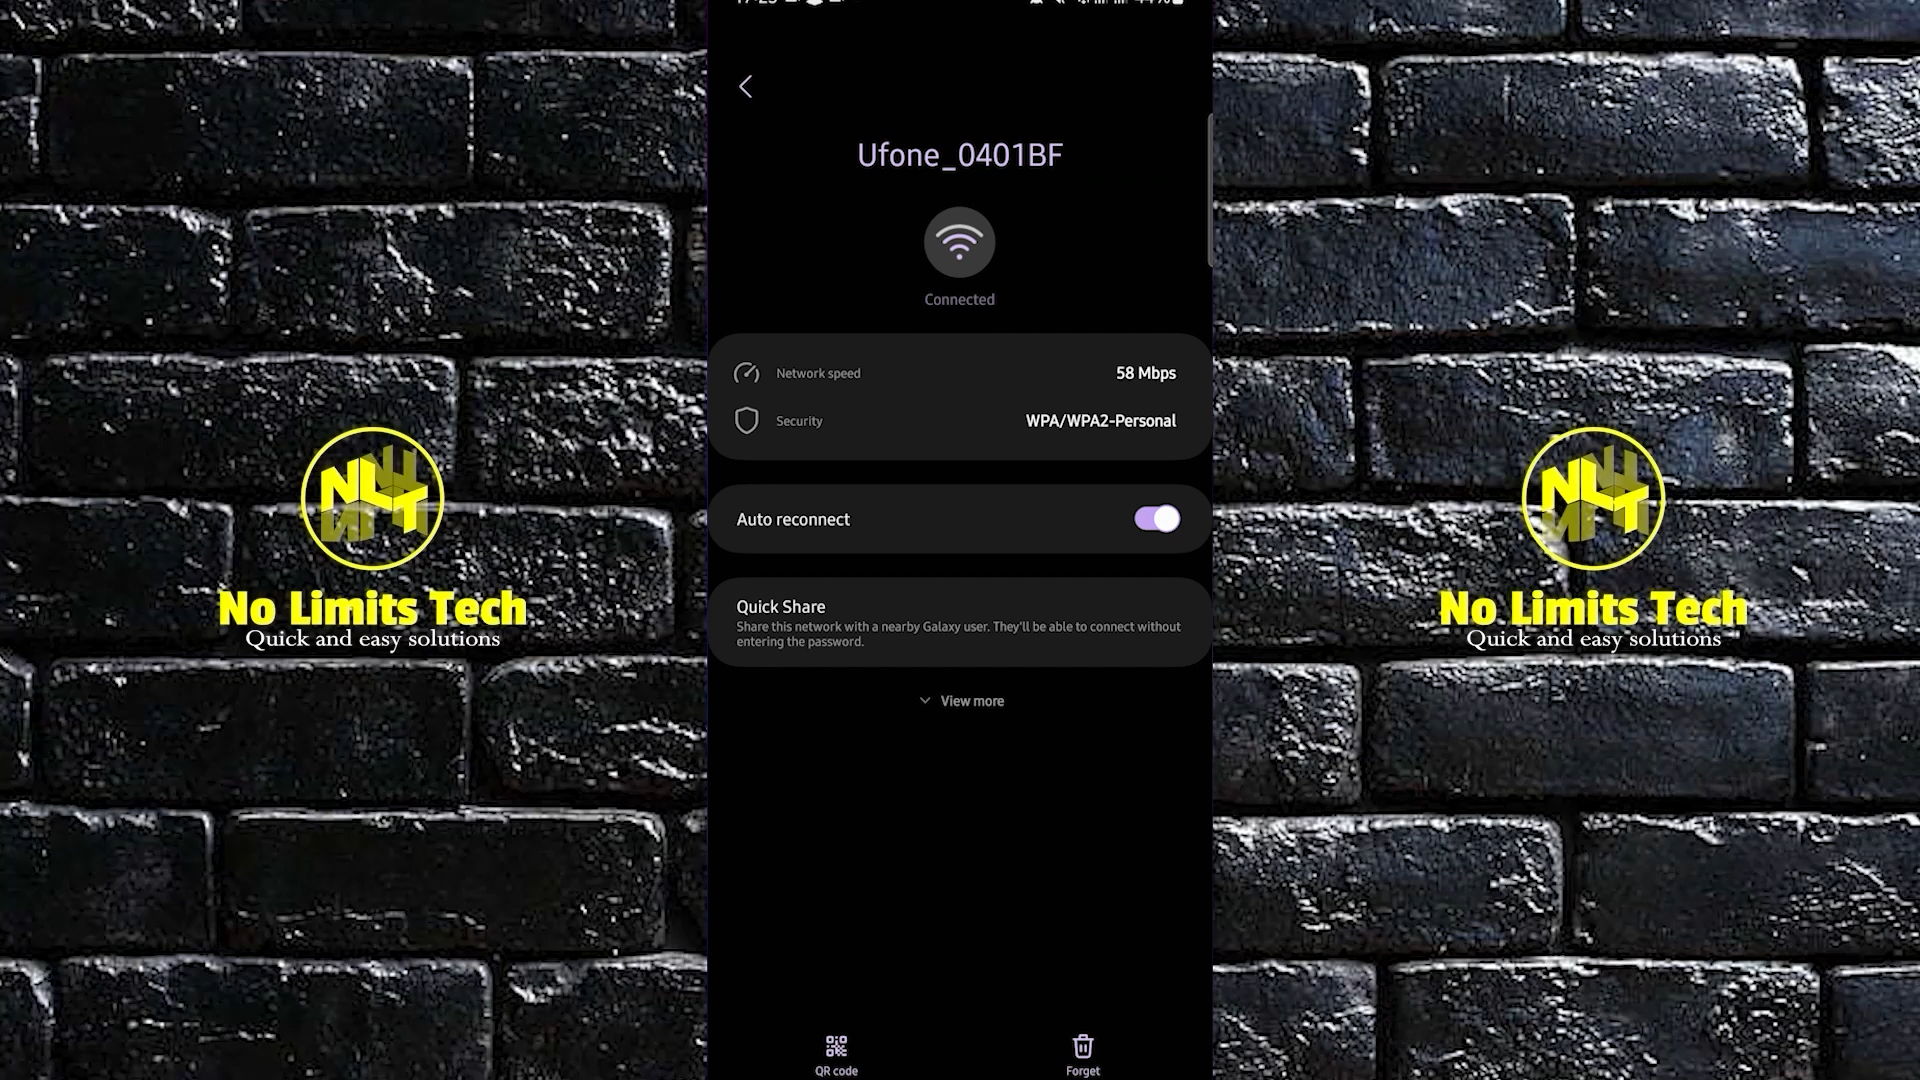 Ufone_0401BF
Connected
Network speed
58 Mbps
Security
WPA/WPA2-Personal
Auto reconnect
Quick Share
Share this network with a nearby Galaxy user. They'll be able to connect without
entering the password.
View more
QR code
Forget
NLT
No Limits Tech
Quick and easy solutions
NLT
No Limits Tech
Quick and easy solutions